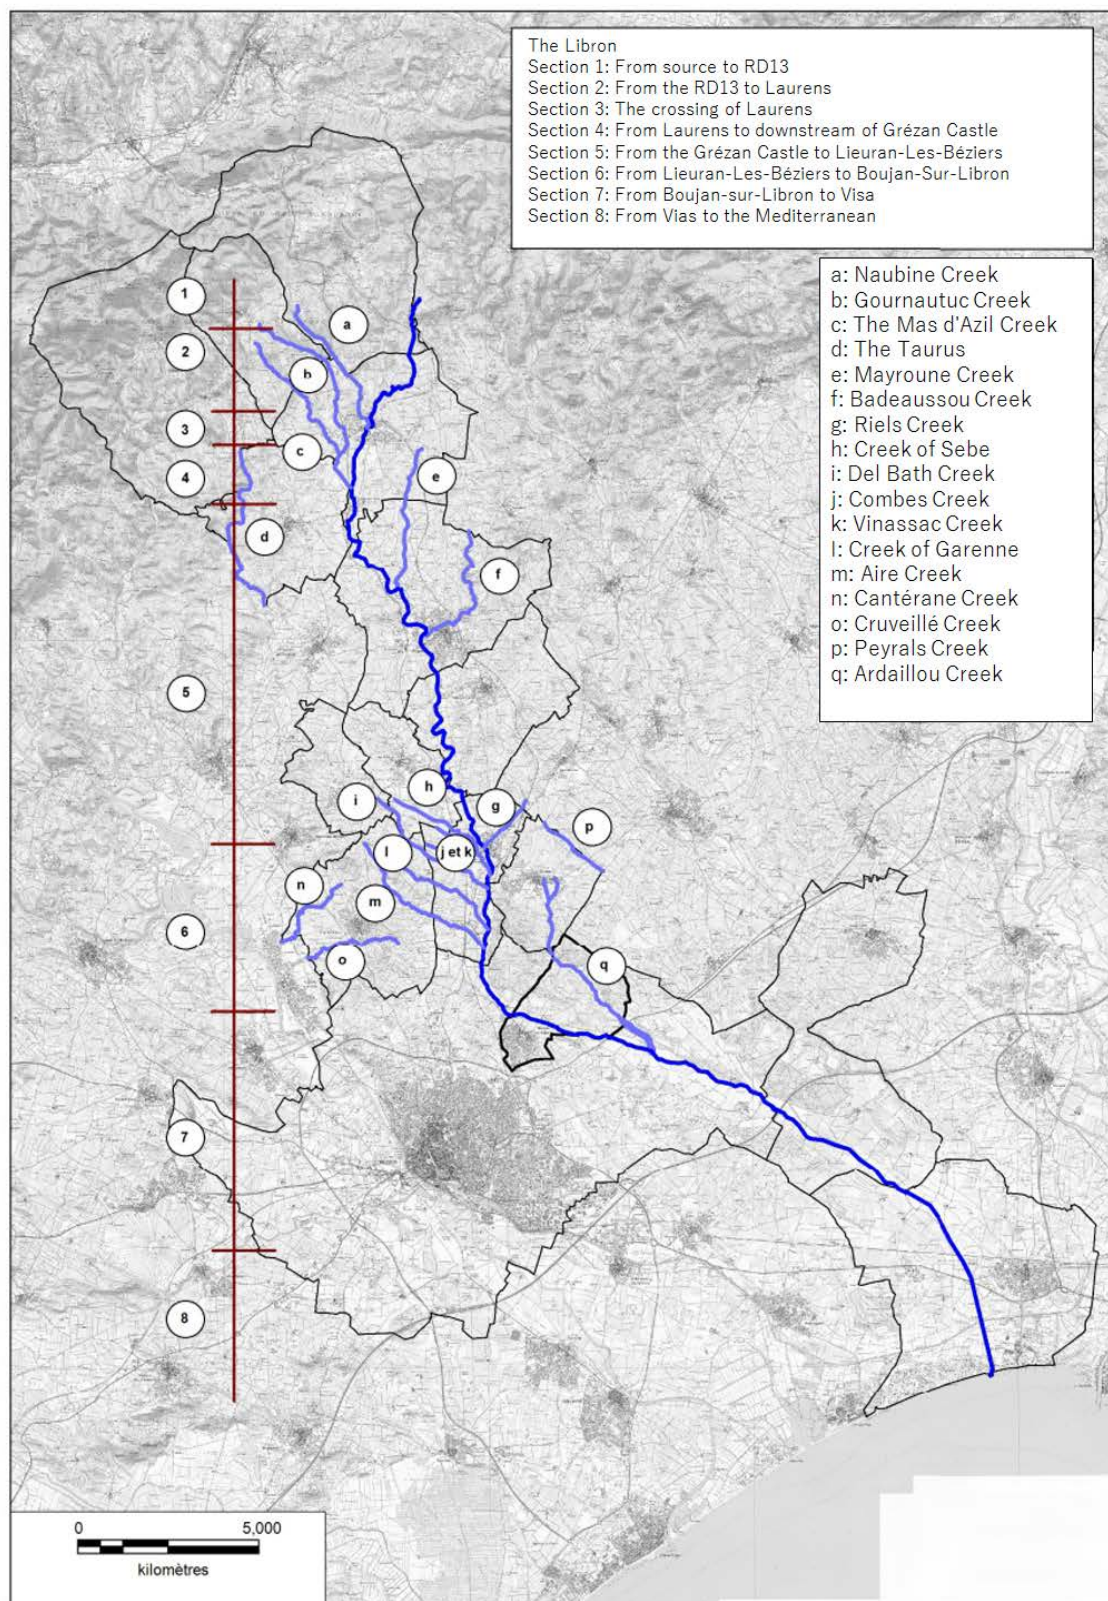 The Libron
Section 1: From source to RD13
Section 2: From the RD13 to Laurens
Section 3: The crossing of Laurens
Section 4: From Laurens to downstream of Grézan Castle
Section 5: From the Grézan Castle to Lieuran-Les-Béziers
Section 6: From Lieuran-Les-Béziers to Boujan-Sur-Libron
Section 7: From Boujan-sur-Libron to Visa
Section 8: From Vias to the Mediterranean
a: Naubine Creek
b: Gournautuc Creek
c: The Mas d'Azil Creek
d: The Taurus
e: Mayroune Creek
f: Badeaussou Creek
g: Riels Creek
h: Creek of Sebe
i: Del Bath Creek
j: Combes Creek
k: Vinassac Creek
l: Creek of Garenne
m: Aire Creek
n: Cantérane Creek
o: Cruveillé Creek
p: Peyrals Creek
q: Ardaillou Creek
1
a
2
b
3
c
4
e
d
f
5
h
i
g
p
l
j et k
n
m
6
o
q
7
8
0 5,000
kilomètres